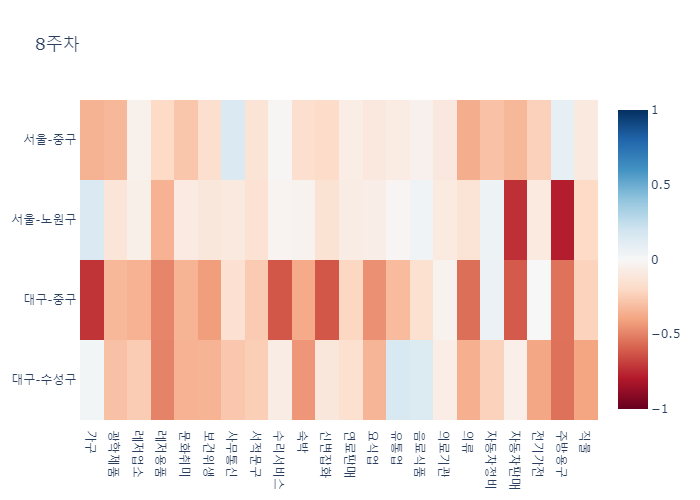 8주차
서울-중구
서울-노원구
대구-중구
대구-수성구
가구
광학제품
레저업소
레저용품
문화취미
보건위생
사무통신
서적문구
수리서비스
숙박
신변잡화
연료판매
요식업
유통업
음료식품
의료기관
의류
자동차정비
자동차판매
전기가전
주방용구
직물
1
0.5
0
−0.5
−1